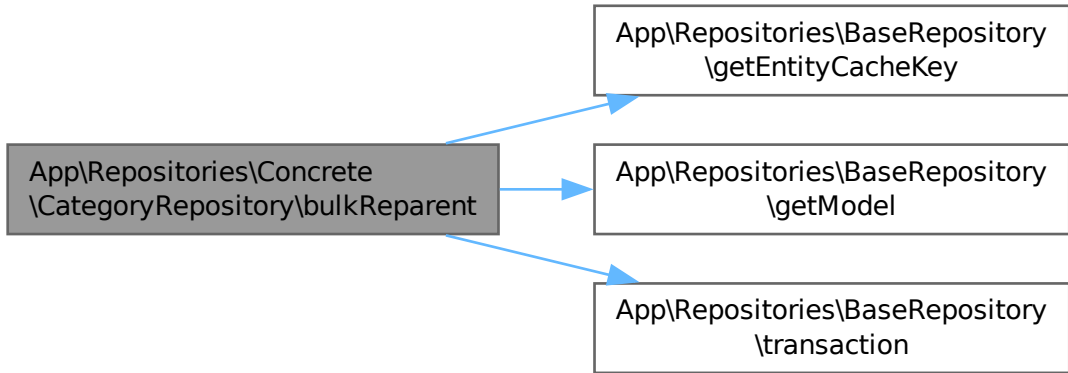 App\Repositories\Concrete
\CategoryRepository\bulkReparent
App\Repositories\BaseRepository
\getEntityCacheKey
App\Repositories\BaseRepository
\getModel
App\Repositories\BaseRepository
\transaction